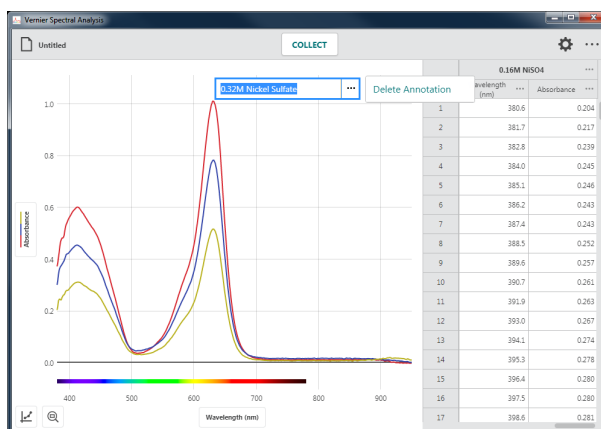 Vernier Spectral Analysis
Untitled
COLLECT
0.32M Nickel Sulfate
Delete Annotation
0.16M NiSO4
avelength (nm) Absorbance
1 380.6 0.204
2 381.7 0.217
3 382.8 0.239
4 384.0 0.245
5 385.1 0.246
6 386.2 0.243
7 387.4 0.243
8 388.5 0.252
9 389.6 0.257
10 390.7 0.261
11 391.9 0.263
12 393.0 0.267
13 394.1 0.274
14 395.3 0.278
15 396.4 0.280
16 397.5 0.280
17 398.6 0.281
Absorbance
1.0
0.8
0.6
0.4
0.2
0.0
400 500 600 700 800 900
Wavelength (nm)